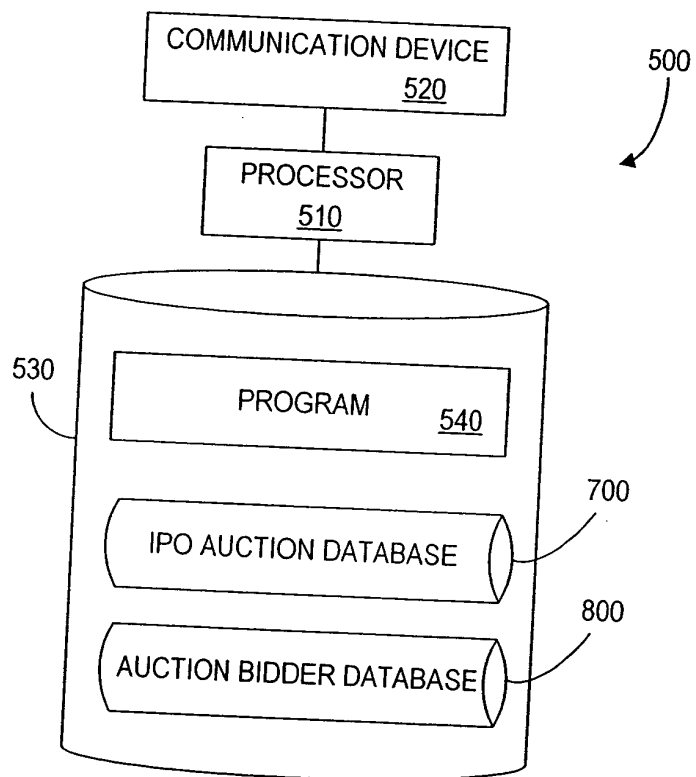 COMMUNICATION DEVICE
520
500
PROCESSOR
510
530
PROGRAM
540
700
IPO AUCTION DATABASE
800
AUCTION BIDDER DATABASE